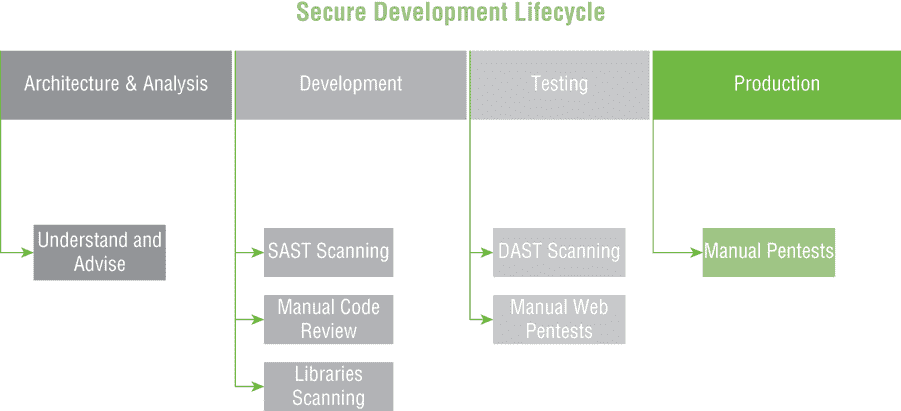 Secure Development Lifecycle
Architecture & Analysis
Development
Testing
Production
Understand and
Advise
SAST Scanning
Manual Code
Review
Libraries
Scanning
DAST Scanning
Manual Web
Pentests
Manual Pentests